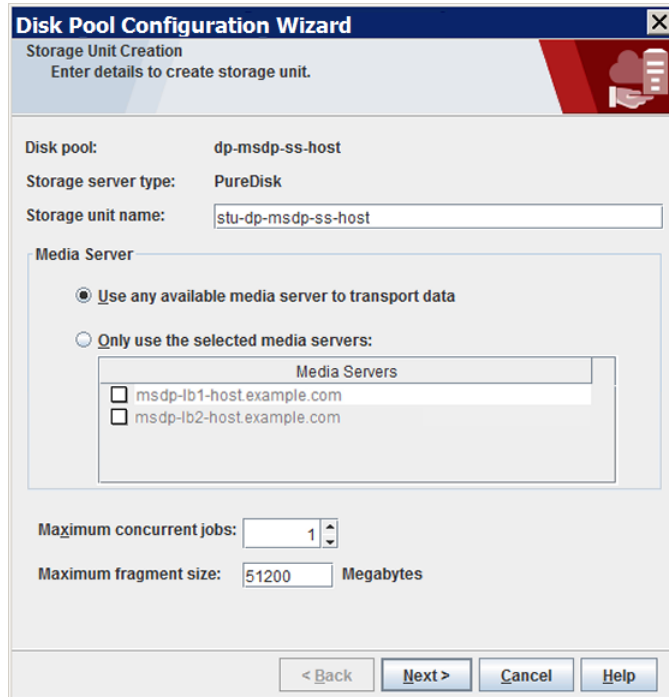 Disk Pool Configuration Wizard
Storage Unit Creation
Enter details to create storage unit.
Disk pool: dp-msdp-ss-host
Storage server type: PureDisk
Storage unit name: stu-dp-msdp-ss-host
Media Server
Use any available media server to transport data
Only use the selected media servers:
Media Servers
msdp-lb1-host.example.com
msdp-lb2-host.example.com
Maximum concurrent jobs: 1
Maximum fragment size: 51200 Megabytes
< Back Next > Cancel Help